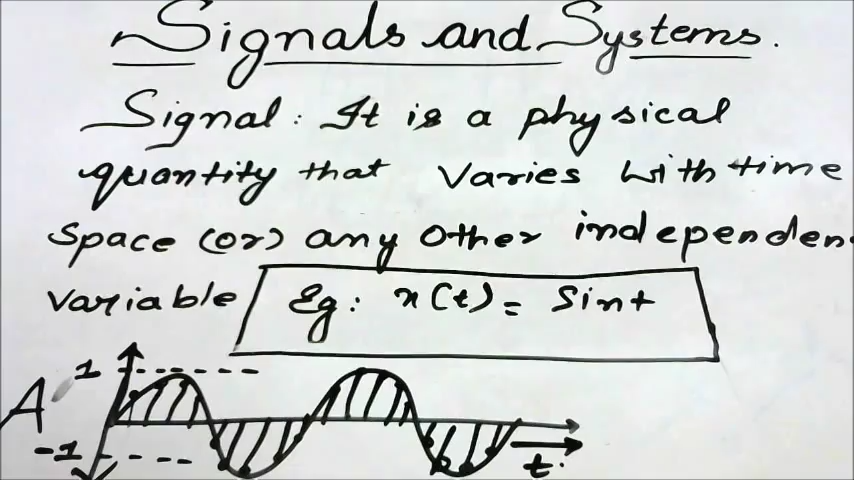 Signals and Systems.
Signal: It is a physical
quantity that varies with time
space (or) any other independen
variable
Eg: x(t) = Sint
1
A
-1
t.